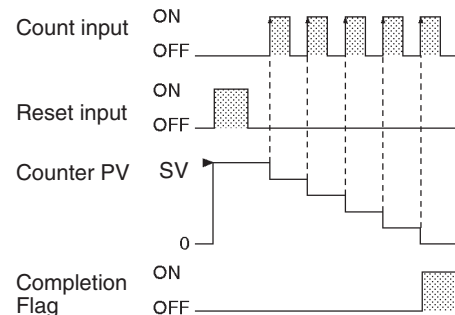 Count input
ON
OFF
Reset input
ON
OFF
Counter PV
SV
0
Completion
Flag
ON
OFF